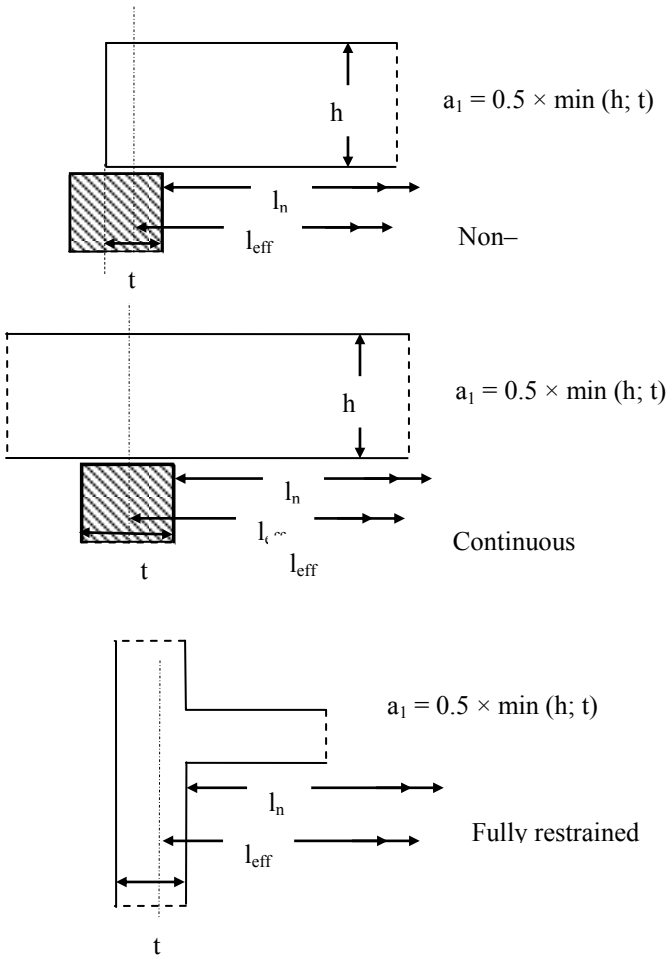 a₁ = 0.5 × min (h; t)
h
lₙ
l_eff
Non–
t
a₁ = 0.5 × min (h; t)
h
lₙ
l_eff
Continuous
t
a₁ = 0.5 × min (h; t)
lₙ
l_eff
Fully restrained
t